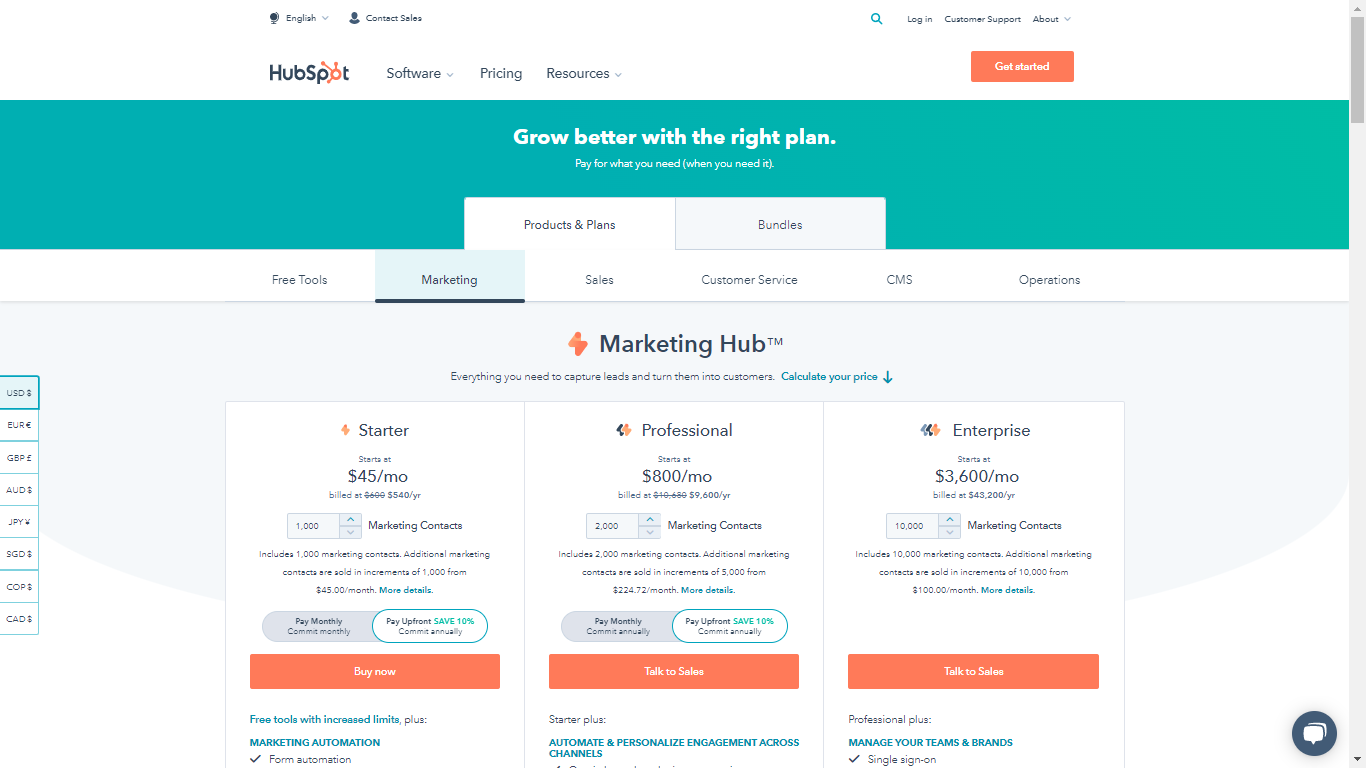 English
Contact Sales
Log in
Customer Support
About
HubSpot
Software
Pricing
Resources
Get started
Grow better with the right plan.
Pay for what you need (when you need it).
Products & Plans
Bundles
Free Tools
Marketing
Sales
Customer Service
CMS
Operations
Marketing Hub™
Everything you need to capture leads and turn them into customers. Calculate your price
USD $
EUR €
GBP £
AUD $
JPY ¥
SGD $
COP $
CAD $
Starter
Starts at
$45/mo
billed at $600 $540/yr
1,000
Marketing Contacts
Includes 1,000 marketing contacts. Additional marketing
contacts are sold in increments of 1,000 from
$45.00/month. More details.
Pay Monthly
Commit monthly
Pay Upfront SAVE 10%
Commit annually
Buy now
Free tools with increased limits, plus:
MARKETING AUTOMATION
Form automation
Professional
Starts at
$800/mo
billed at $10,680 $9,600/yr
2,000
Marketing Contacts
Includes 2,000 marketing contacts. Additional marketing
contacts are sold in increments of 5,000 from
$224.72/month. More details.
Pay Monthly
Commit annually
Pay Upfront SAVE 10%
Commit annually
Talk to Sales
Starter plus:
AUTOMATE & PERSONALIZE ENGAGEMENT ACROSS
CHANNELS
Enterprise
Starts at
$3,600/mo
billed at $43,200/yr
10,000
Marketing Contacts
Includes 10,000 marketing contacts. Additional marketing
contacts are sold in increments of 10,000 from
$100.00/month. More details.
Talk to Sales
Professional plus:
MANAGE YOUR TEAMS & BRANDS
Single sign-on